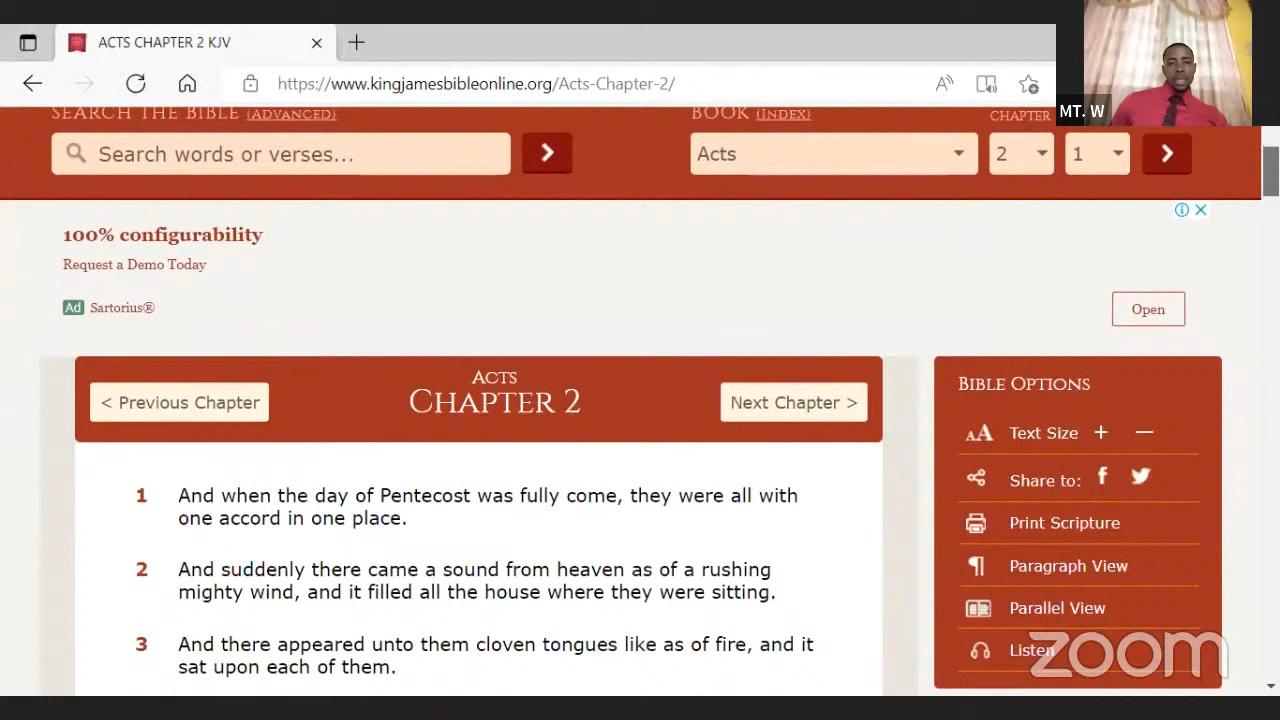 ACTS CHAPTER 2 KJV
https://www.kingjamesbibleonline.org/Acts-Chapter-2/
MT. W
SEARCH THE BIBLE (ADVANCED)
BOOK (INDEX)
CHAPTER
Search words or verses...
Acts
2
1
100% configurability
Request a Demo Today
Ad Sartorius®
Open
< Previous Chapter
ACTS
CHAPTER 2
Next Chapter >
1 And when the day of Pentecost was fully come, they were all with
one accord in one place.
2 And suddenly there came a sound from heaven as of a rushing
mighty wind, and it filled all the house where they were sitting.
3 And there appeared unto them cloven tongues like as of fire, and it
sat upon each of them.
BIBLE OPTIONS
AA Text Size + —
Share to: f
Print Scripture
¶ Paragraph View
Parallel View
Listen
zoom